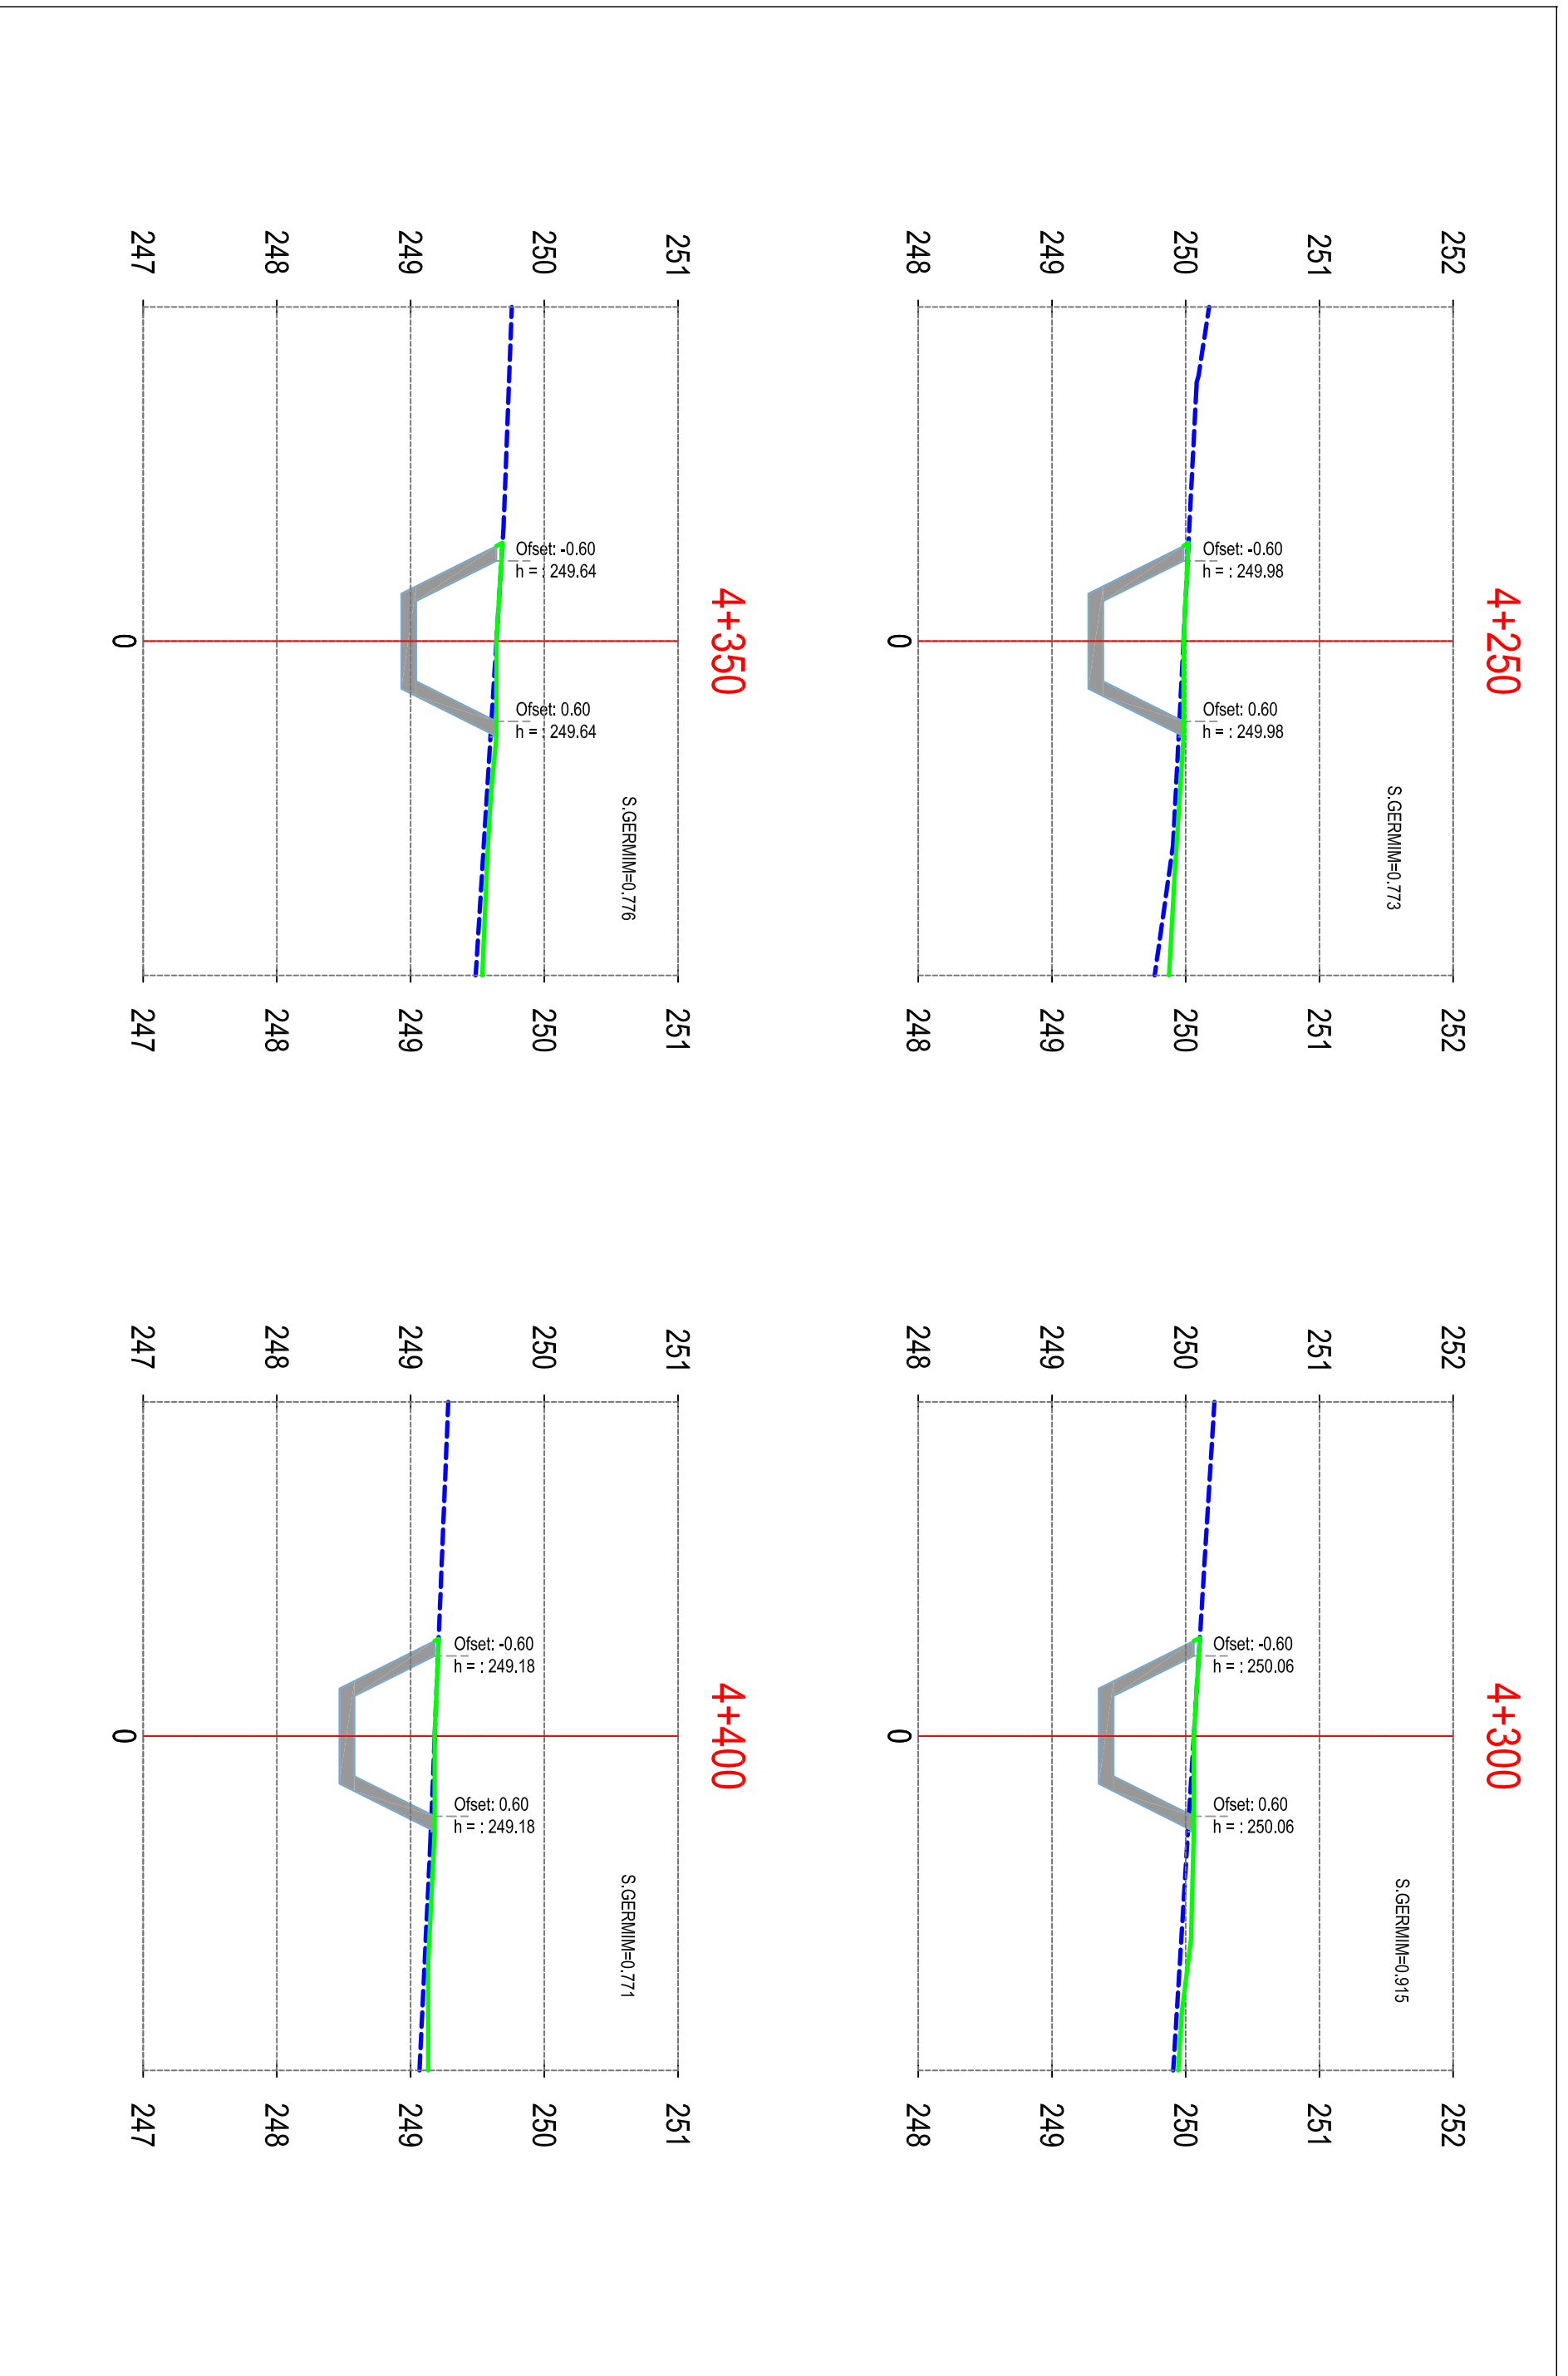 4+250
252
252
251
251
250
250
249
249
248
248
0
Ofset: -0.60
h = : 249.98
Ofset: 0.60
h = : 249.98
S.GERMIM=0.773
4+300
252
252
251
251
250
250
249
249
248
248
0
Ofset: -0.60
h = : 250.06
Ofset: 0.60
h = : 250.06
S.GERMIM=0.915
4+350
251
251
250
250
249
249
248
248
247
247
0
Ofset: -0.60
h = : 249.64
Ofset: 0.60
h = : 249.64
S.GERMIM=0.776
4+400
251
251
250
250
249
249
248
248
247
247
0
Ofset: -0.60
h = : 249.18
Ofset: 0.60
h = : 249.18
S.GERMIM=0.771